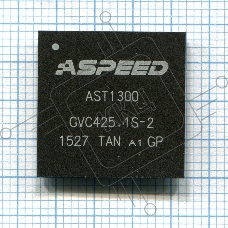 ASPEED
AST1300
GVC425.1S-2
1527 TAN A1 GP